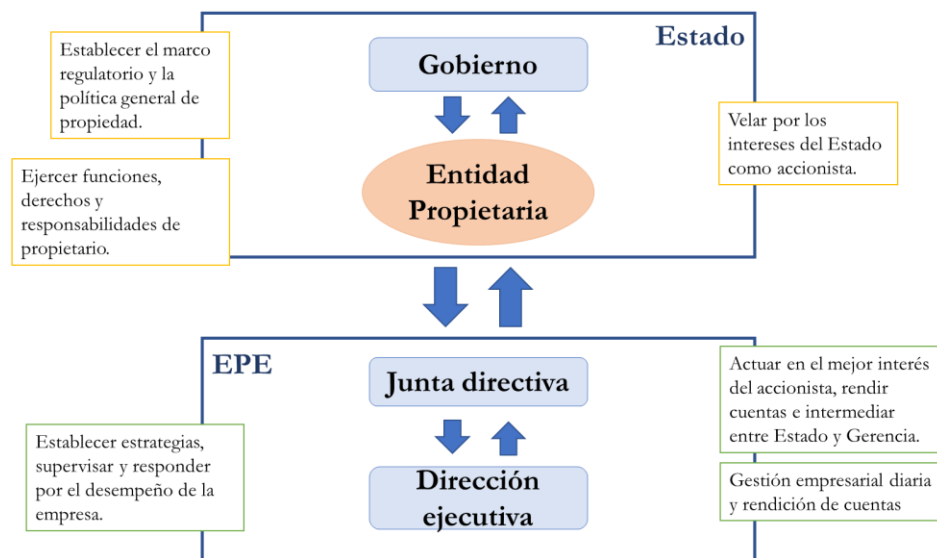 Estado
Establecer el marco
regulatorio y la
política general de
propiedad.
Gobierno
Velar por los
intereses del Estado
como accionista.
Ejercer funciones,
derechos y
responsabilidades de
propietario.
Entidad
Propietaria
EPE
Junta directiva
Actuar en el mejor interés
del accionista, rendir
cuentas e intermediar
entre Estado y Gerencia.
Establecer estrategias,
supervisar y responder
por el desempeño de la
empresa.
Dirección
ejecutiva
Gestión empresarial diaria
y rendición de cuentas